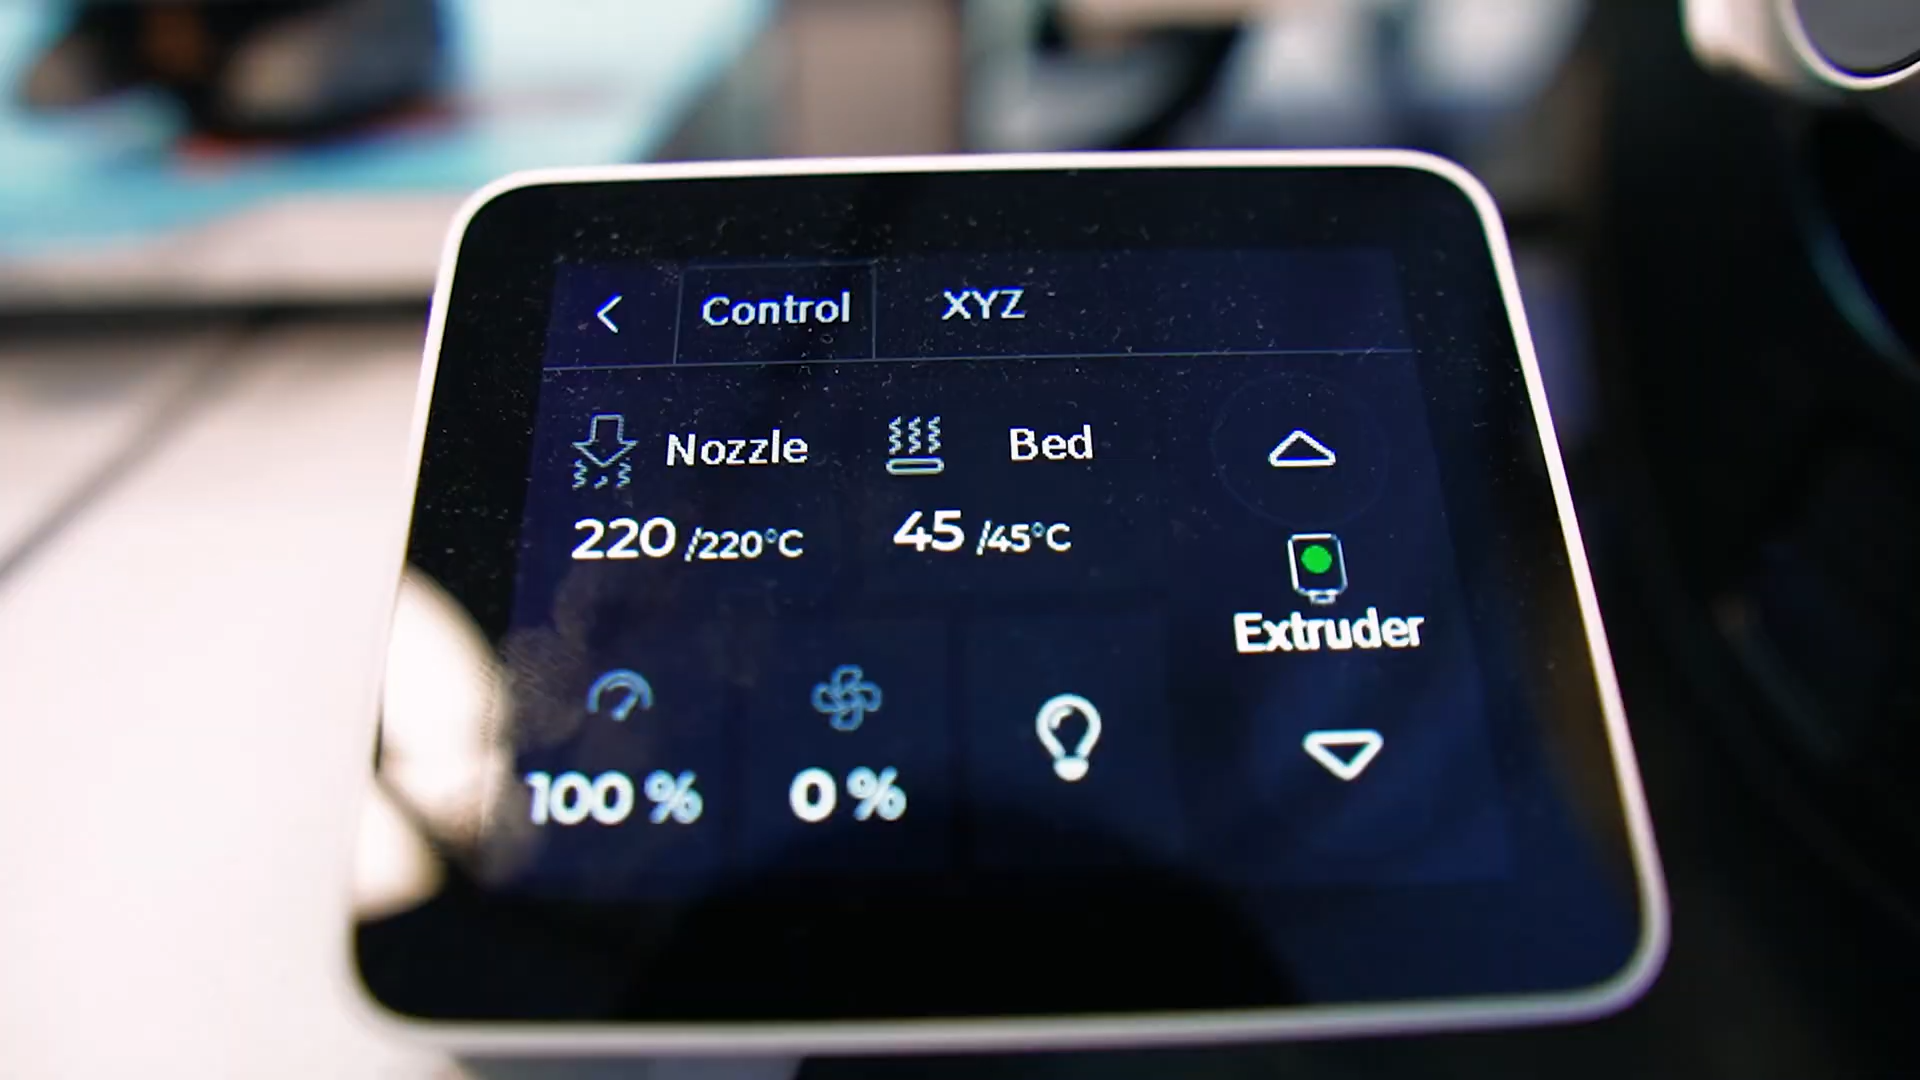 Control XYZ
Nozzle Bed
220 /220°C 45 /45°C
Extruder
100 % 0 %